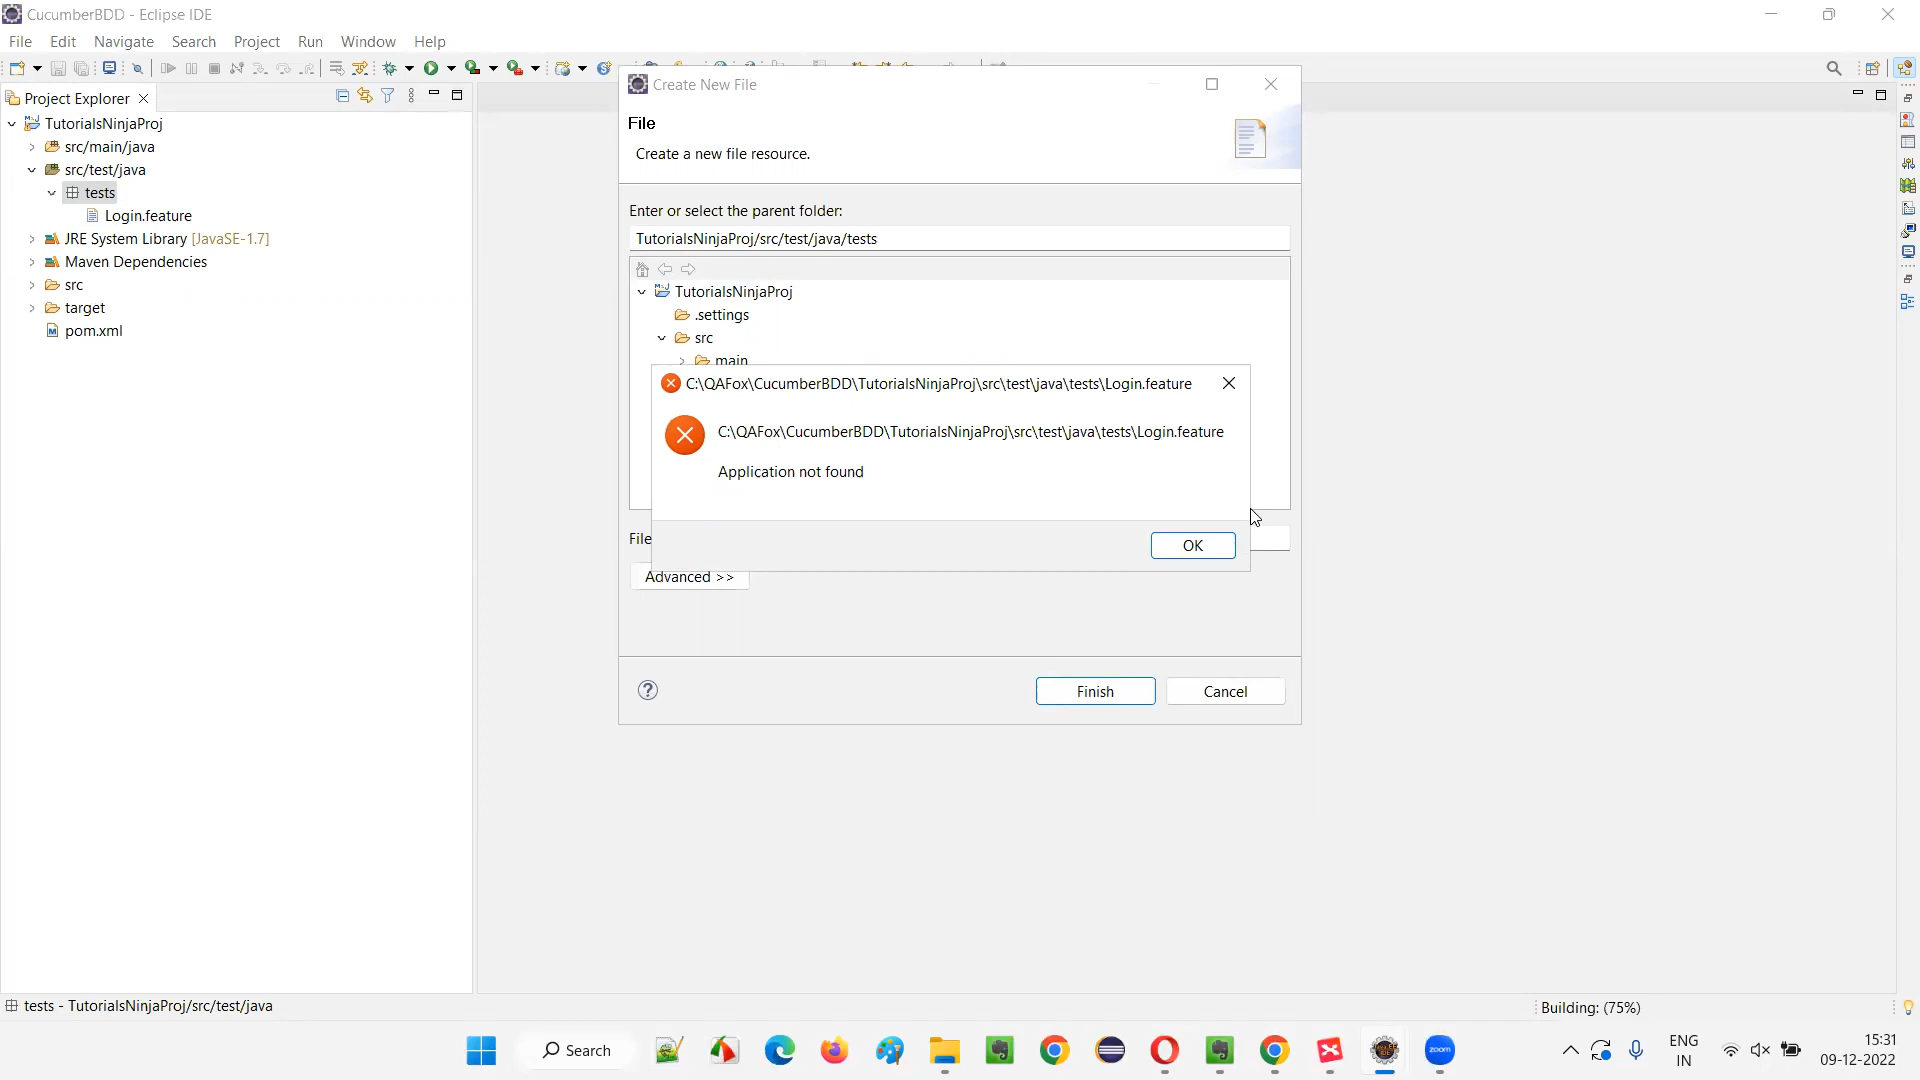 CucumberBDD - Eclipse IDE
File Edit Navigate Search Project Run Window Help
Project Explorer
TutorialsNinjaProj
src/main/java
src/test/java
tests
Login.feature
JRE System Library [JavaSE-1.7]
Maven Dependencies
src
target
pom.xml
Create New File
File
Create a new file resource.
Enter or select the parent folder:
TutorialsNinjaProj/src/test/java/tests
TutorialsNinjaProj
.settings
src
main
C:\QAFox\CucumberBDD\TutorialsNinjaProj\src\test\java\tests\Login.feature
C:\QAFox\CucumberBDD\TutorialsNinjaProj\src\test\java\tests\Login.feature
Application not found
OK
File
Advanced >>
Finish
Cancel
tests - TutorialsNinjaProj/src/test/java
Building: (75%)
Search
zoom
ENG
IN
15:31
09-12-2022